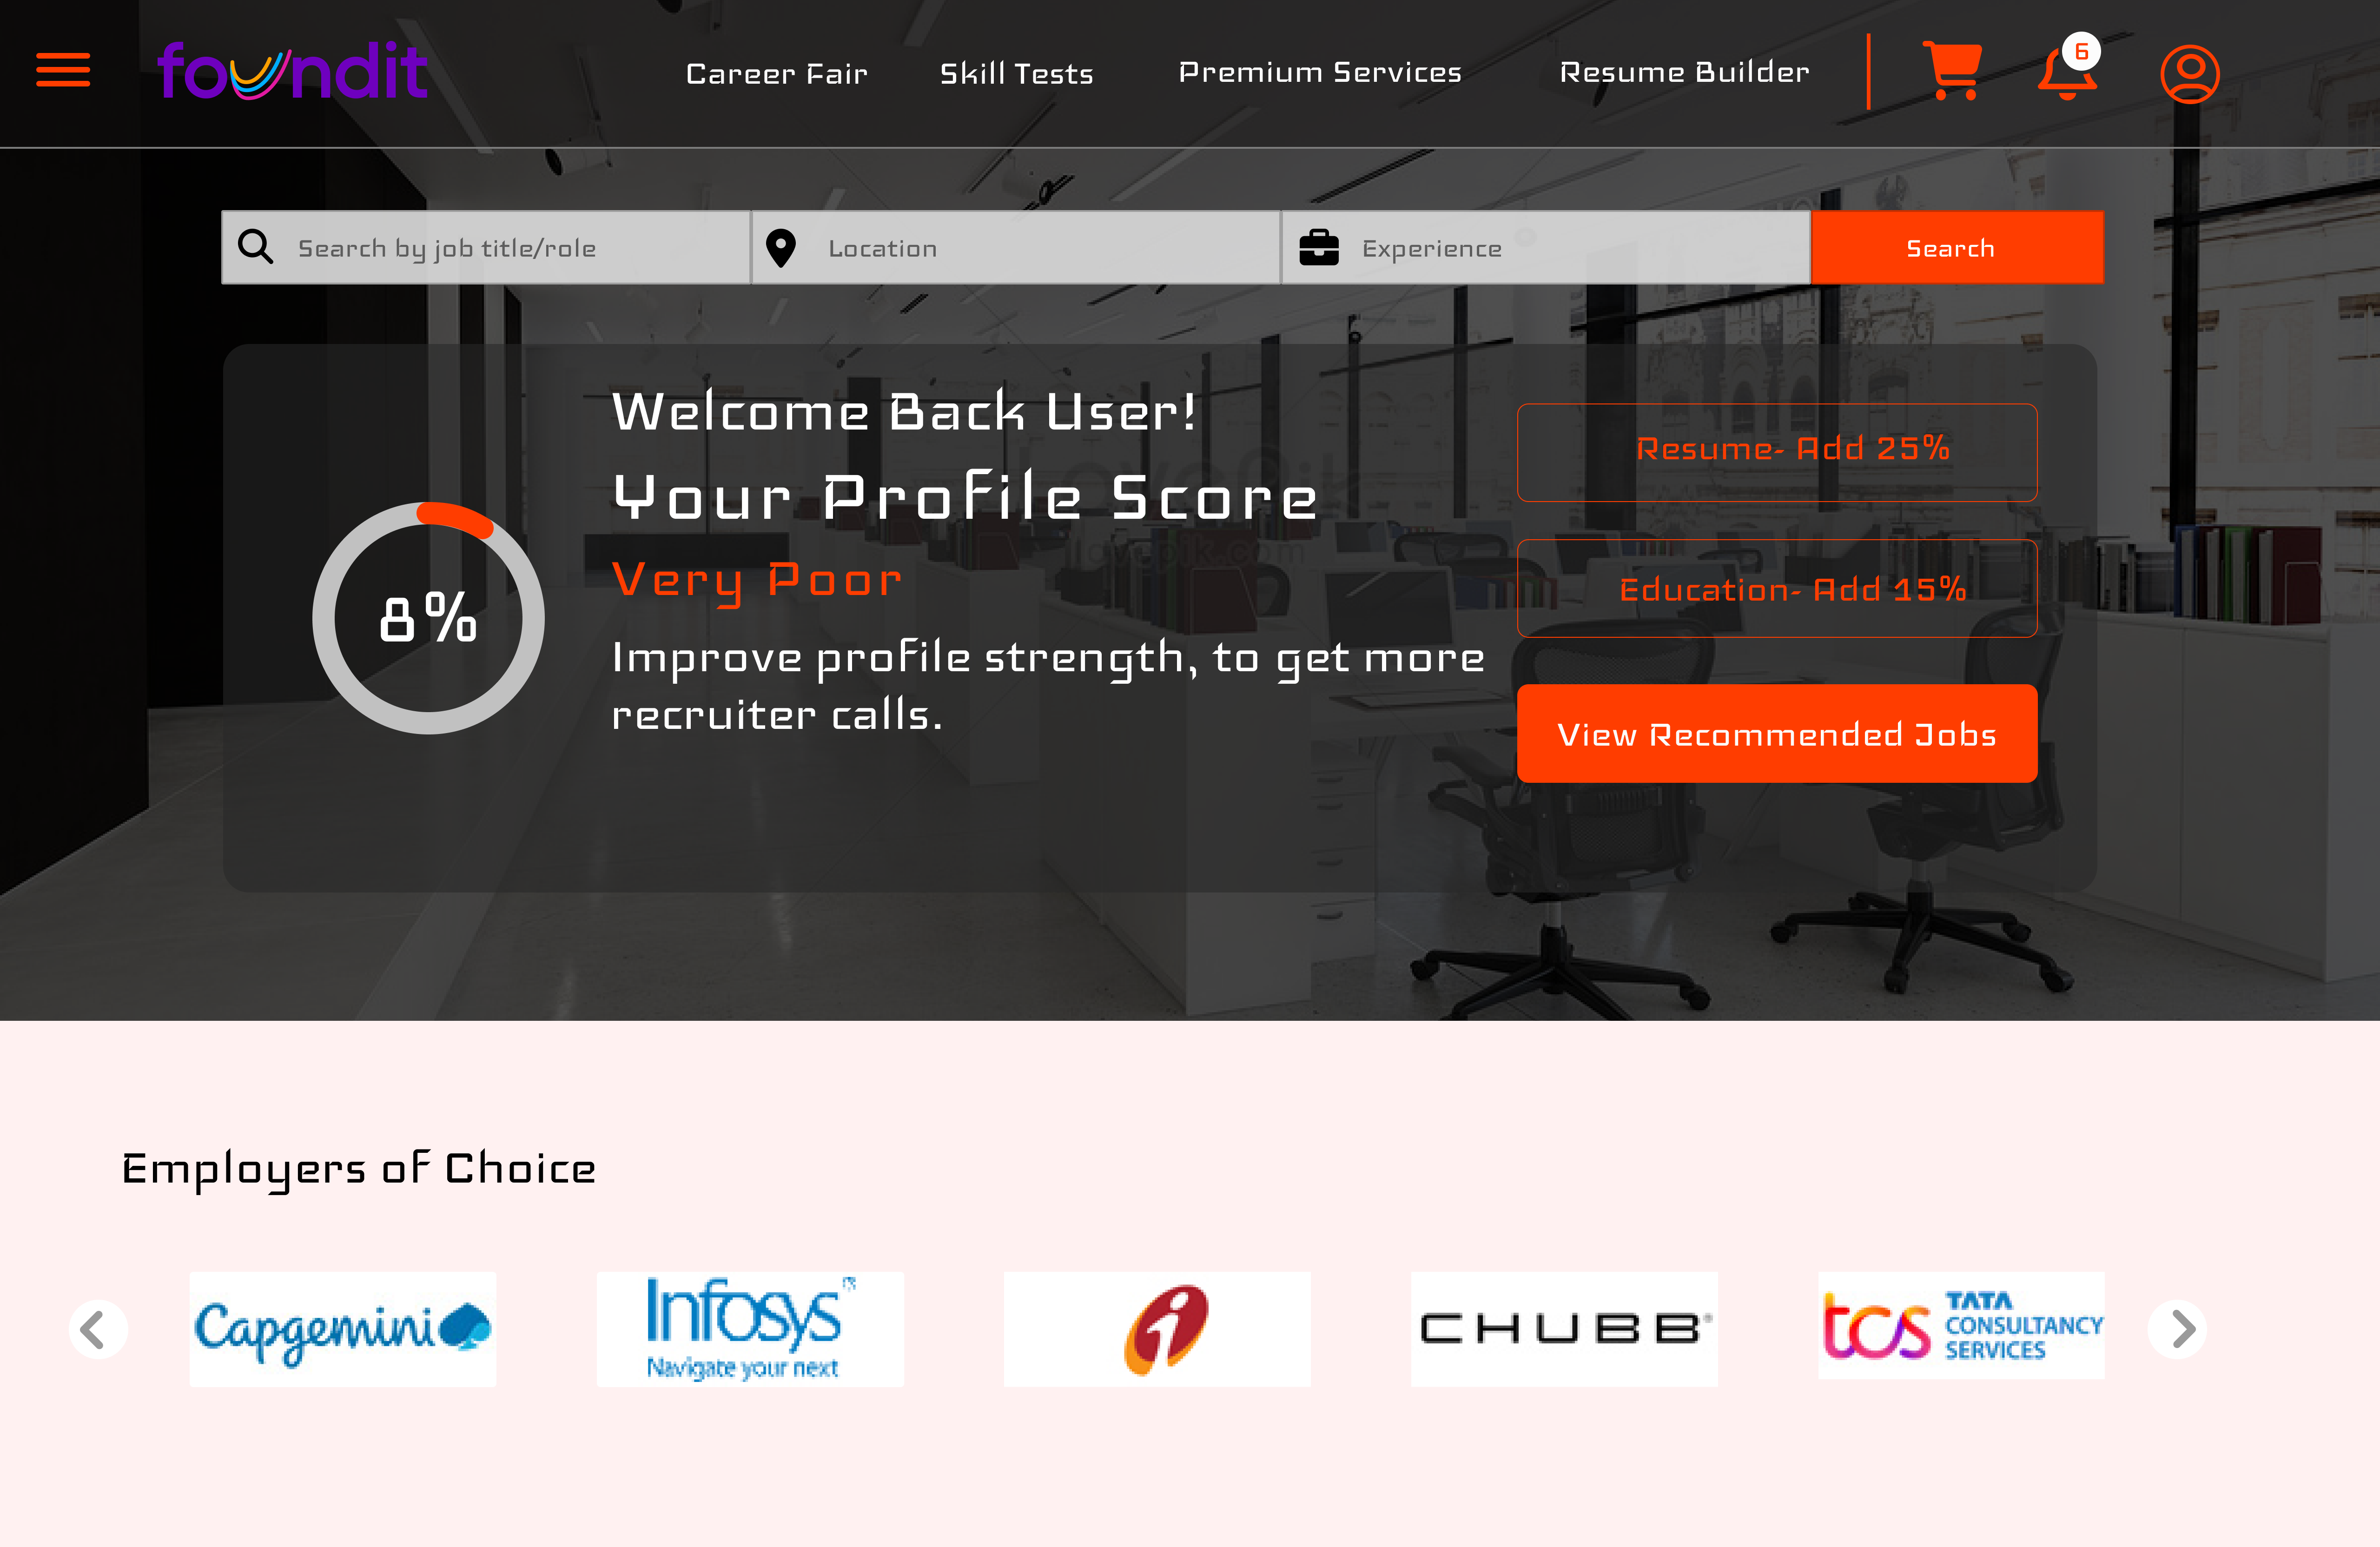 foundit
Career Fair
Skill Tests
Premium Services
Resume Builder
6
Search by job title/role
Location
Experience
Search
Welcome Back User!
Your Profile Score
Very Poor
Improve profile strength, to get more
recruiter calls.
8%
Resume- Add 25%
Education- Add 15%
View Recommended Jobs
Employers of Choice
Capgemini
Infosys
Navigate your next
i
CHUBB®
tcs
TATA
CONSULTANCY
SERVICES